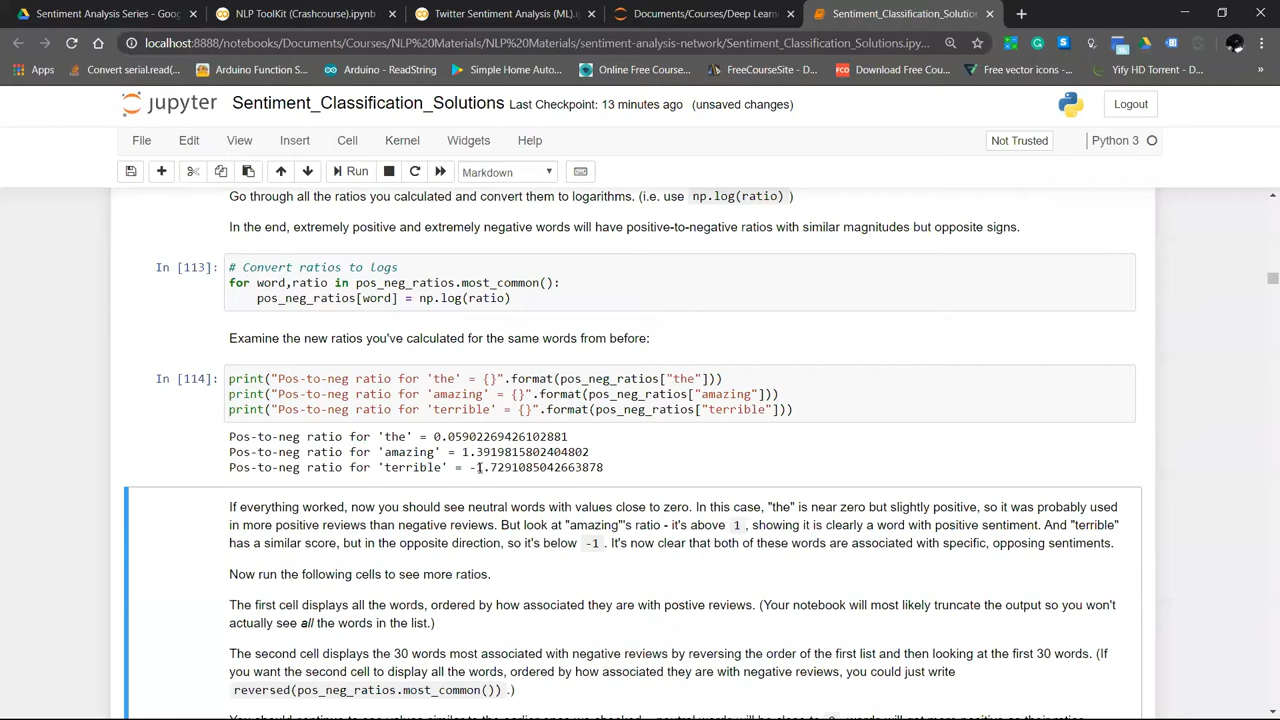 Sentiment Analysis Series - Goog
NLP ToolKit (Crashcourse).ipynb
Twitter Sentiment Analysis (ML).i
Documents/Courses/Deep Learn
Sentiment_Classification_Solution
localhost:8888/notebooks/Documents/Courses/NLP%20Materials/NLP%20Materials/sentiment-analysis-network/Sentiment_Classification_Solutions.ipy...
Apps
Convert serial.read(...
Arduino Function S...
Arduino - ReadString
Simple Home Auto...
Online Free Course...
FreeCourseSite - D...
Download Free Cou...
Free vector icons -...
Yify HD Torrent - D...
jupyter
Sentiment_Classification_Solutions Last Checkpoint: 13 minutes ago (unsaved changes)
Logout
File Edit View Insert Cell Kernel Widgets Help
Not Trusted
Python 3
Run
Markdown
Go through all the ratios you calculated and convert them to logarithms. (i.e. use np.log(ratio) )
In the end, extremely positive and extremely negative words will have positive-to-negative ratios with similar magnitudes but opposite signs.
In [113]:
# Convert ratios to logs
for word,ratio in pos_neg_ratios.most_common():
    pos_neg_ratios[word] = np.log(ratio)
Examine the new ratios you've calculated for the same words from before:
In [114]:
print("Pos-to-neg ratio for 'the' = {}".format(pos_neg_ratios["the"]))
print("Pos-to-neg ratio for 'amazing' = {}".format(pos_neg_ratios["amazing"]))
print("Pos-to-neg ratio for 'terrible' = {}".format(pos_neg_ratios["terrible"]))
Pos-to-neg ratio for 'the' = 0.05902269426102881
Pos-to-neg ratio for 'amazing' = 1.3919815802404802
Pos-to-neg ratio for 'terrible' = -1.7291085042663878
If everything worked, now you should see neutral words with values close to zero. In this case, "the" is near zero but slightly positive, so it was probably used
in more positive reviews than negative reviews. But look at "amazing"'s ratio - it's above 1 , showing it is clearly a word with positive sentiment. And "terrible"
has a similar score, but in the opposite direction, so it's below -1 . It's now clear that both of these words are associated with specific, opposing sentiments.
Now run the following cells to see more ratios.
The first cell displays all the words, ordered by how associated they are with postive reviews. (Your notebook will most likely truncate the output so you won't
actually see all the words in the list.)
The second cell displays the 30 words most associated with negative reviews by reversing the order of the first list and then looking at the first 30 words. (If
you want the second cell to display all the words, ordered by how associated they are with negative reviews, you could just write
reversed(pos_neg_ratios.most_common()) .)